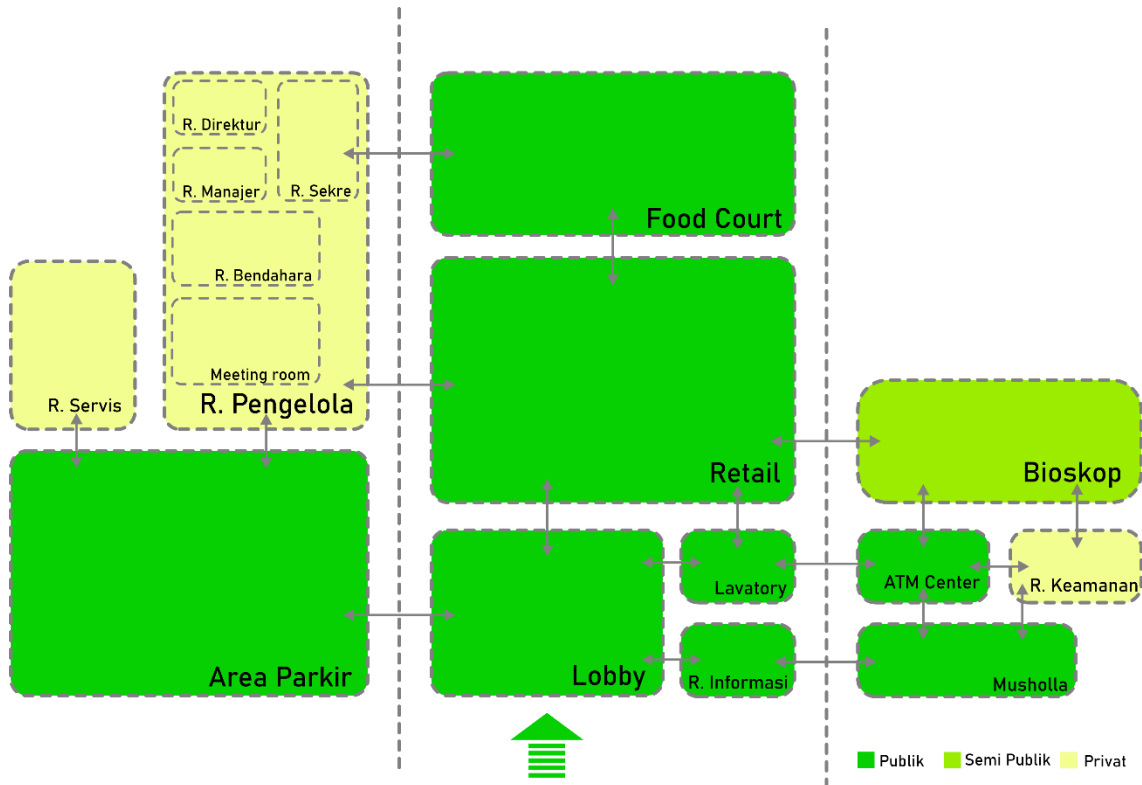 R. Direktur
R. Manajer
R. Sekre
R. Bendahara
Meeting room
R. Pengelola
R. Servis
Area Parkir
Food Court
Retail
Lobby
Lavatory
R. Informasi
Bioskop
ATM Center
R. Keamanan
Musholla
Publik
Semi Publik
Privat